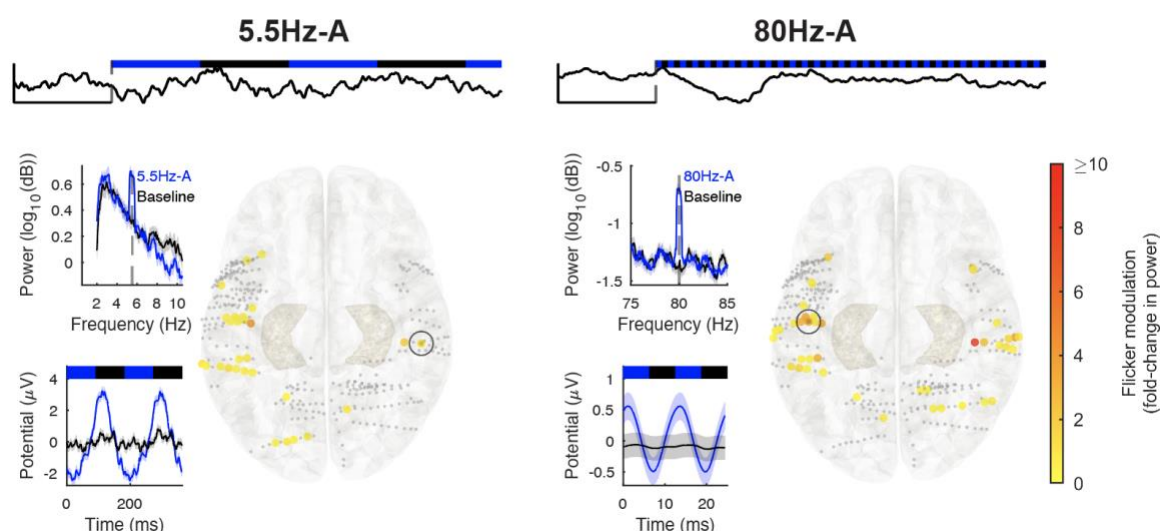 5.5Hz-A
80Hz-A
Power (log10(dB))
0.6
0.4
0.2
0
5.5Hz-A
Baseline
2 4 6 8 10
Frequency (Hz)
Potential (μV)
4
2
0
-2
0 200
Time (ms)
Power (log10(dB))
-0.5
-1
-1.5
80Hz-A
Baseline
75 80 85
Frequency (Hz)
Potential (μV)
1
0.5
0
-0.5
0 10 20
Time (ms)
≥10
8
6
4
2
0
Flicker modulation
(fold-change in power)